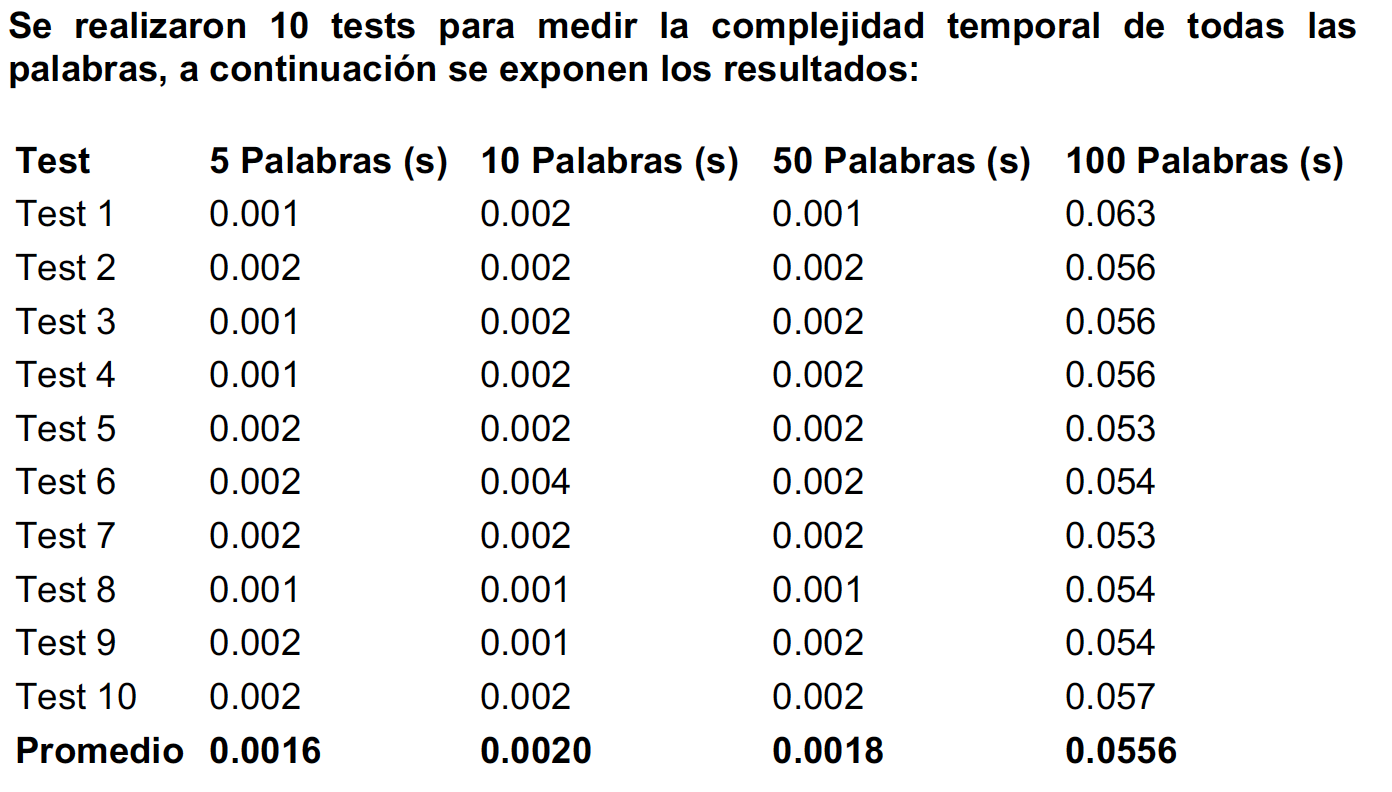 Se realizaron 10 tests para medir la complejidad temporal de todas las
palabras, a continuación se exponen los resultados:
Test 5 Palabras (s) 10 Palabras (s) 50 Palabras (s) 100 Palabras (s)
Test 1 0.001 0.002 0.001 0.063
Test 2 0.002 0.002 0.002 0.056
Test 3 0.001 0.002 0.002 0.056
Test 4 0.001 0.002 0.002 0.056
Test 5 0.002 0.002 0.002 0.053
Test 6 0.002 0.004 0.002 0.054
Test 7 0.002 0.002 0.002 0.053
Test 8 0.001 0.001 0.001 0.054
Test 9 0.002 0.001 0.002 0.054
Test 10 0.002 0.002 0.002 0.057
Promedio 0.0016 0.0020 0.0018 0.0556